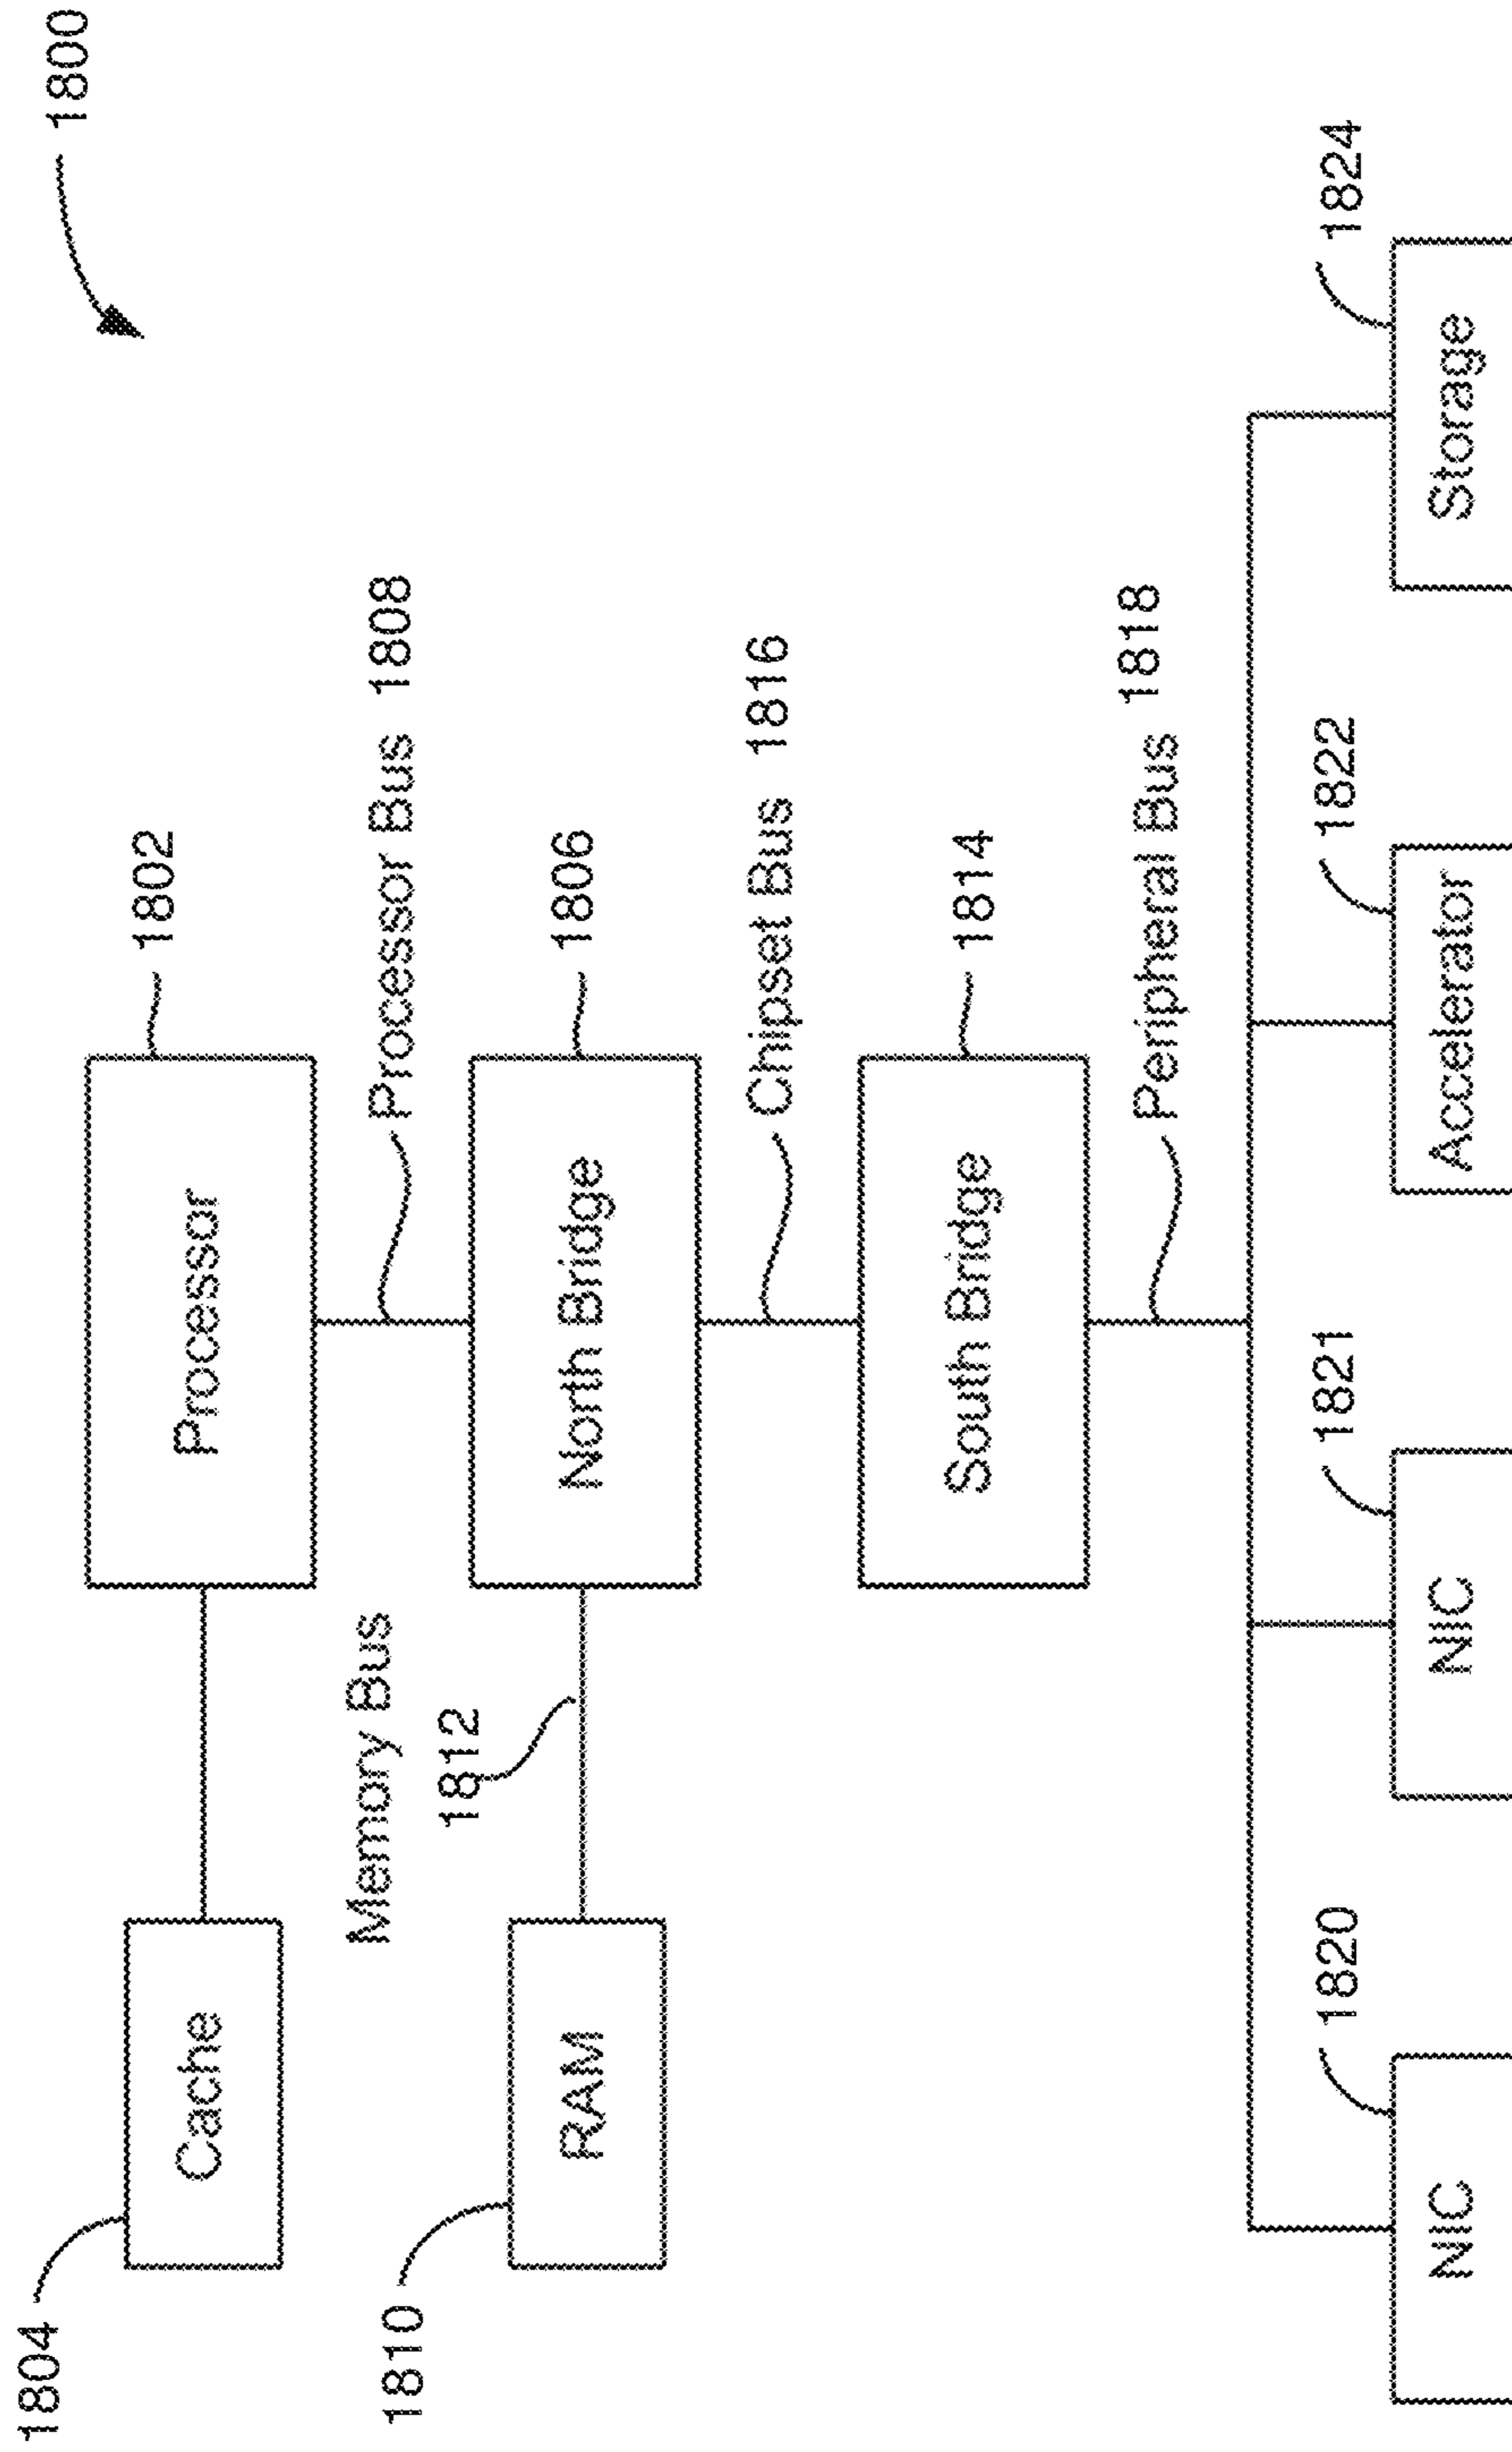 1800
1804
Cache
Processor
1802
Memory Bus
Processor Bus 1808
1812
1810
RAM
North Bridge
1806
Chipset Bus 1816
South Bridge
1814
Peripheral Bus 1818
1820
1821
1822
1824
NIC
NIC
Accelerator
Storage